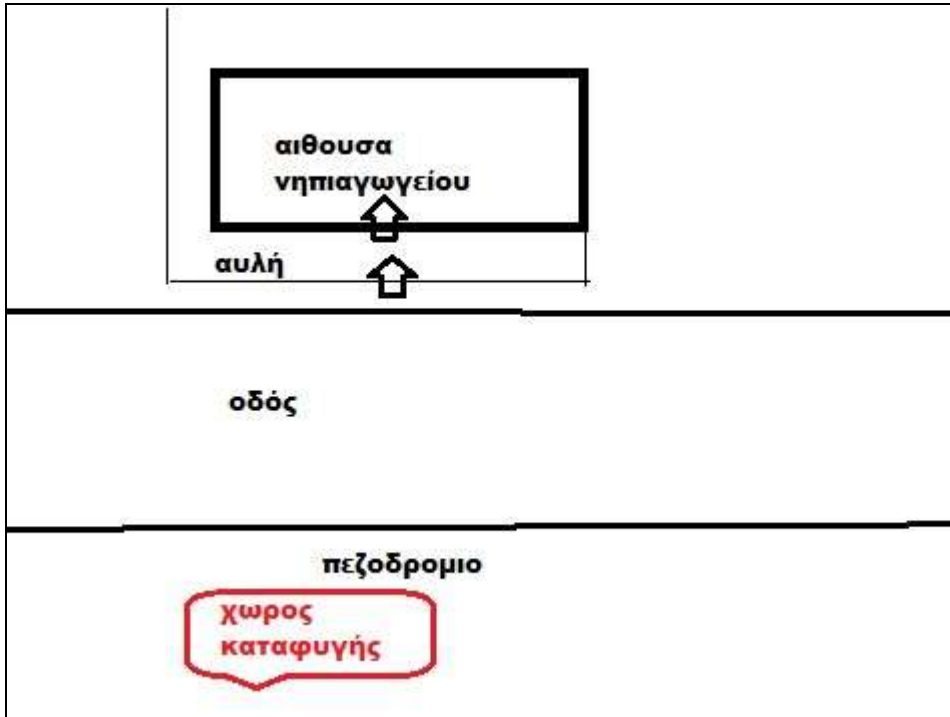 αιθουσα
νηπιαγωγείου
αυλή
οδός
πεζοδρομιο
χωρος
καταφυγής